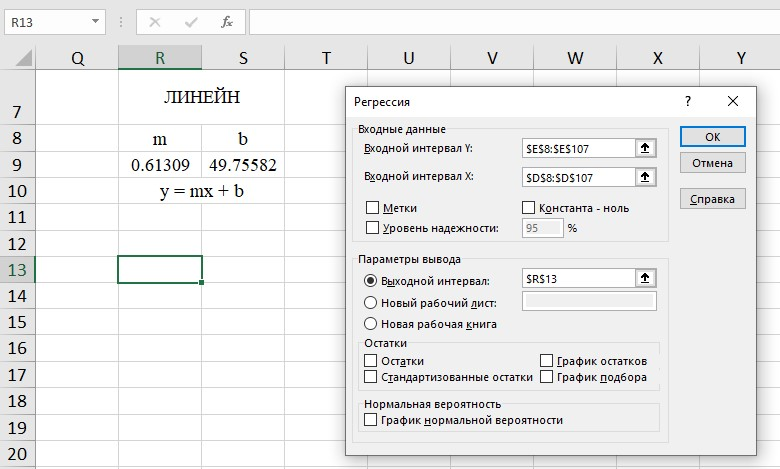 R13 fx
Q R S T U V W X Y
7 ЛИНЕЙН
8 m b
9 0.61309 49.75582
10 y = mx + b
11
12
13
14
15
16
17
18
19
20
Регрессия ?
Входные данные
Входной интервал Y: $E$8:$E$107
Входной интервал X: $D$8:$D$107
Метки Константа - ноль
Уровень надежности: 95 %
ОК
Отмена
Справка
Параметры вывода
Выходной интервал: $R$13
Новый рабочий лист:
Новая рабочая книга
Остатки
Остатки График остатков
Стандартизованные остатки График подбора
Нормальная вероятность
График нормальной вероятности